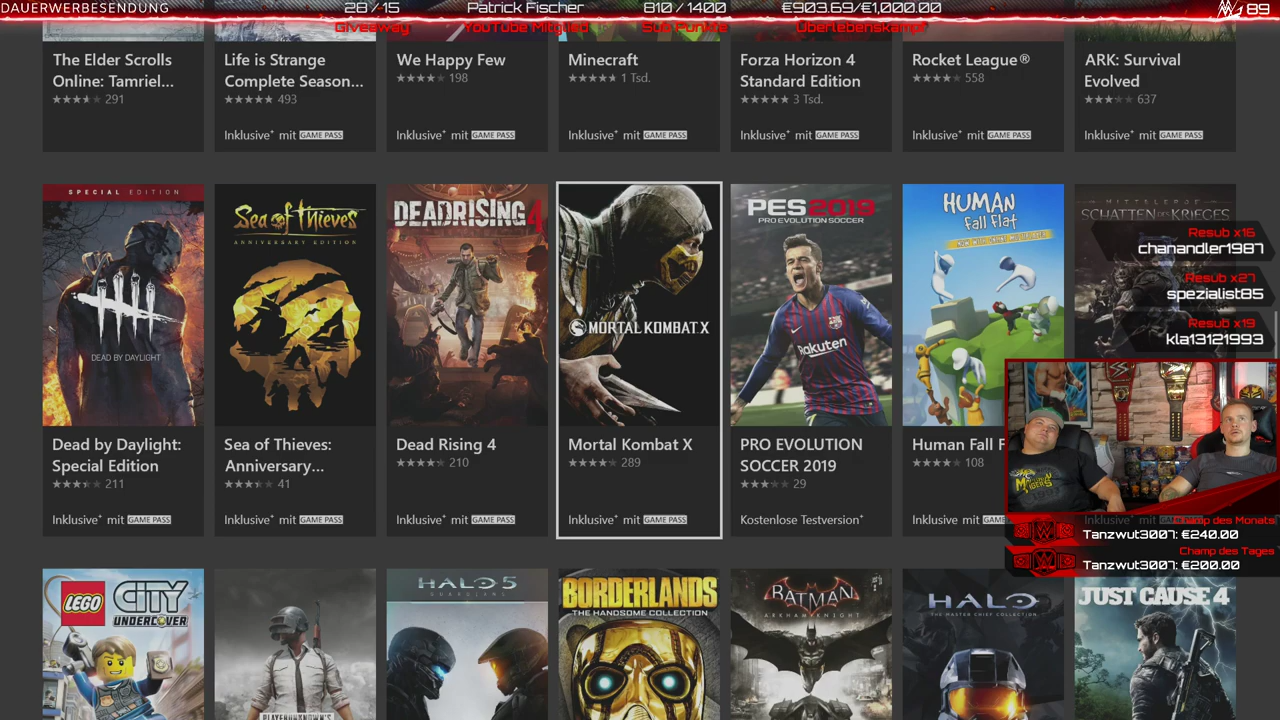 DAUERWERBESENDUNG
28 / 15
Patrick Fischer
810 / 1400
€903.69/€1,000.00
89
Giveaway
YouTube Mitglied
Sub Punkte
Überlebenskampf
The Elder Scrolls
Online: Tamriel...
291
Life is Strange
Complete Season...
493
Inklusive+ mit GAME PASS
We Happy Few
198
Inklusive+ mit GAME PASS
Minecraft
1 Tsd.
Inklusive+ mit GAME PASS
Forza Horizon 4
Standard Edition
3 Tsd.
Inklusive+ mit GAME PASS
Rocket League®
558
Inklusive+ mit GAME PASS
ARK: Survival
Evolved
637
Inklusive+ mit GAME PASS
SPECIAL EDITION
DEAD BY DAYLIGHT
Dead by Daylight:
Special Edition
211
Inklusive+ mit GAME PASS
Sea of Thieves
ANNIVERSARY EDITION
Sea of Thieves:
Anniversary...
41
Inklusive+ mit GAME PASS
DEADRISING 4
Dead Rising 4
210
Inklusive+ mit GAME PASS
MORTAL KOMBAT X
Mortal Kombat X
289
Inklusive+ mit GAME PASS
PES 2019
PRO EVOLUTION SOCCER
Rakuten
PRO EVOLUTION
SOCCER 2019
29
Kostenlose Testversion+
HUMAN
Fall Flat
Human Fall F
108
Inklusive mit GAME
MITTELERDE
SCHATTEN DES KRIEGES
Inklusive+ mit
Resub x16
chanandler1987
Resub x27
spezialist85
Resub x19
kla13121993
Champ des Monats
Tanzwut3007: €240.00
Champ des Tages
Tanzwut3007: €200.00
LEGO CITY
UNDERCOVER
PLAYERUNKNOWN'S
HALO 5
GUARDIANS
BORDERLANDS
THE HANDSOME COLLECTION
BATMAN
ARKHAM KNIGHT
HALO
THE MASTER CHIEF COLLECTION
JUST CAUSE 4